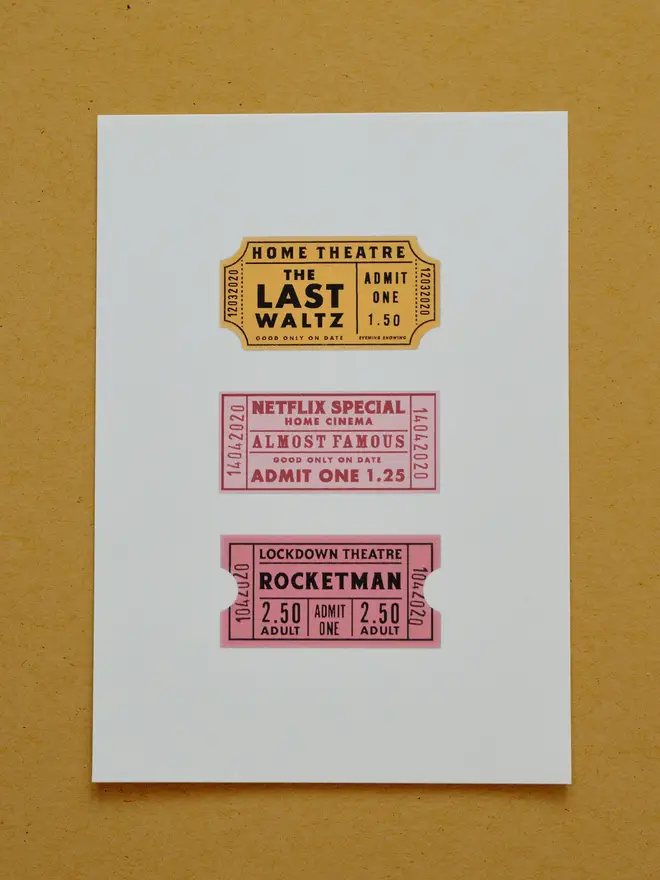 HOME THEATRE
12032020
THE
LAST
WALTZ
GOOD ONLY ON DATE
ADMIT
ONE
1.50
EVENING SHOWING
12032020
14042020
NETFLIX SPECIAL
HOME CINEMA
ALMOST FAMOUS
GOOD ONLY ON DATE
ADMIT ONE 1.25
14042020
LOCKDOWN THEATRE
ROCKETMAN
2.50
ADULT
ADMIT
ONE
2.50
ADULT